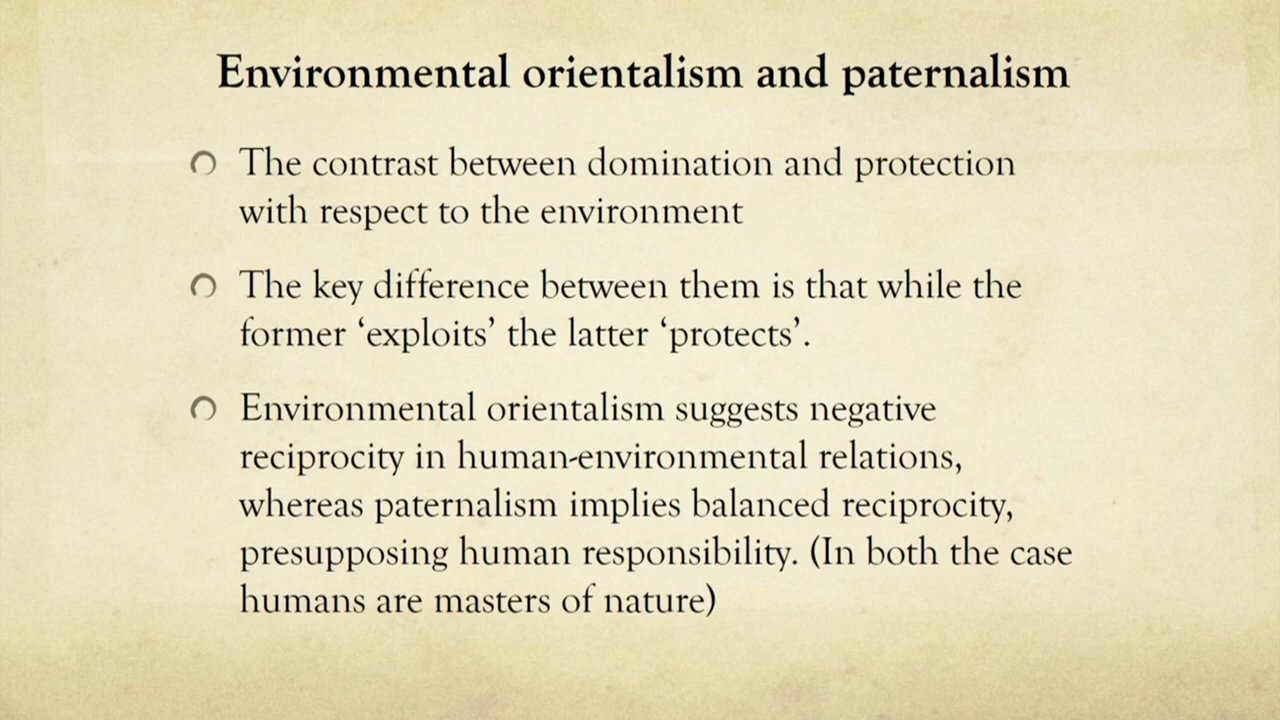 Environmental orientalism and paternalism
The contrast between domination and protection
with respect to the environment
The key difference between them is that while the
former ‘exploits’ the latter ‘protects’.
Environmental orientalism suggests negative
reciprocity in human-environmental relations,
whereas paternalism implies balanced reciprocity,
presupposing human responsibility. (In both the case
humans are masters of nature)